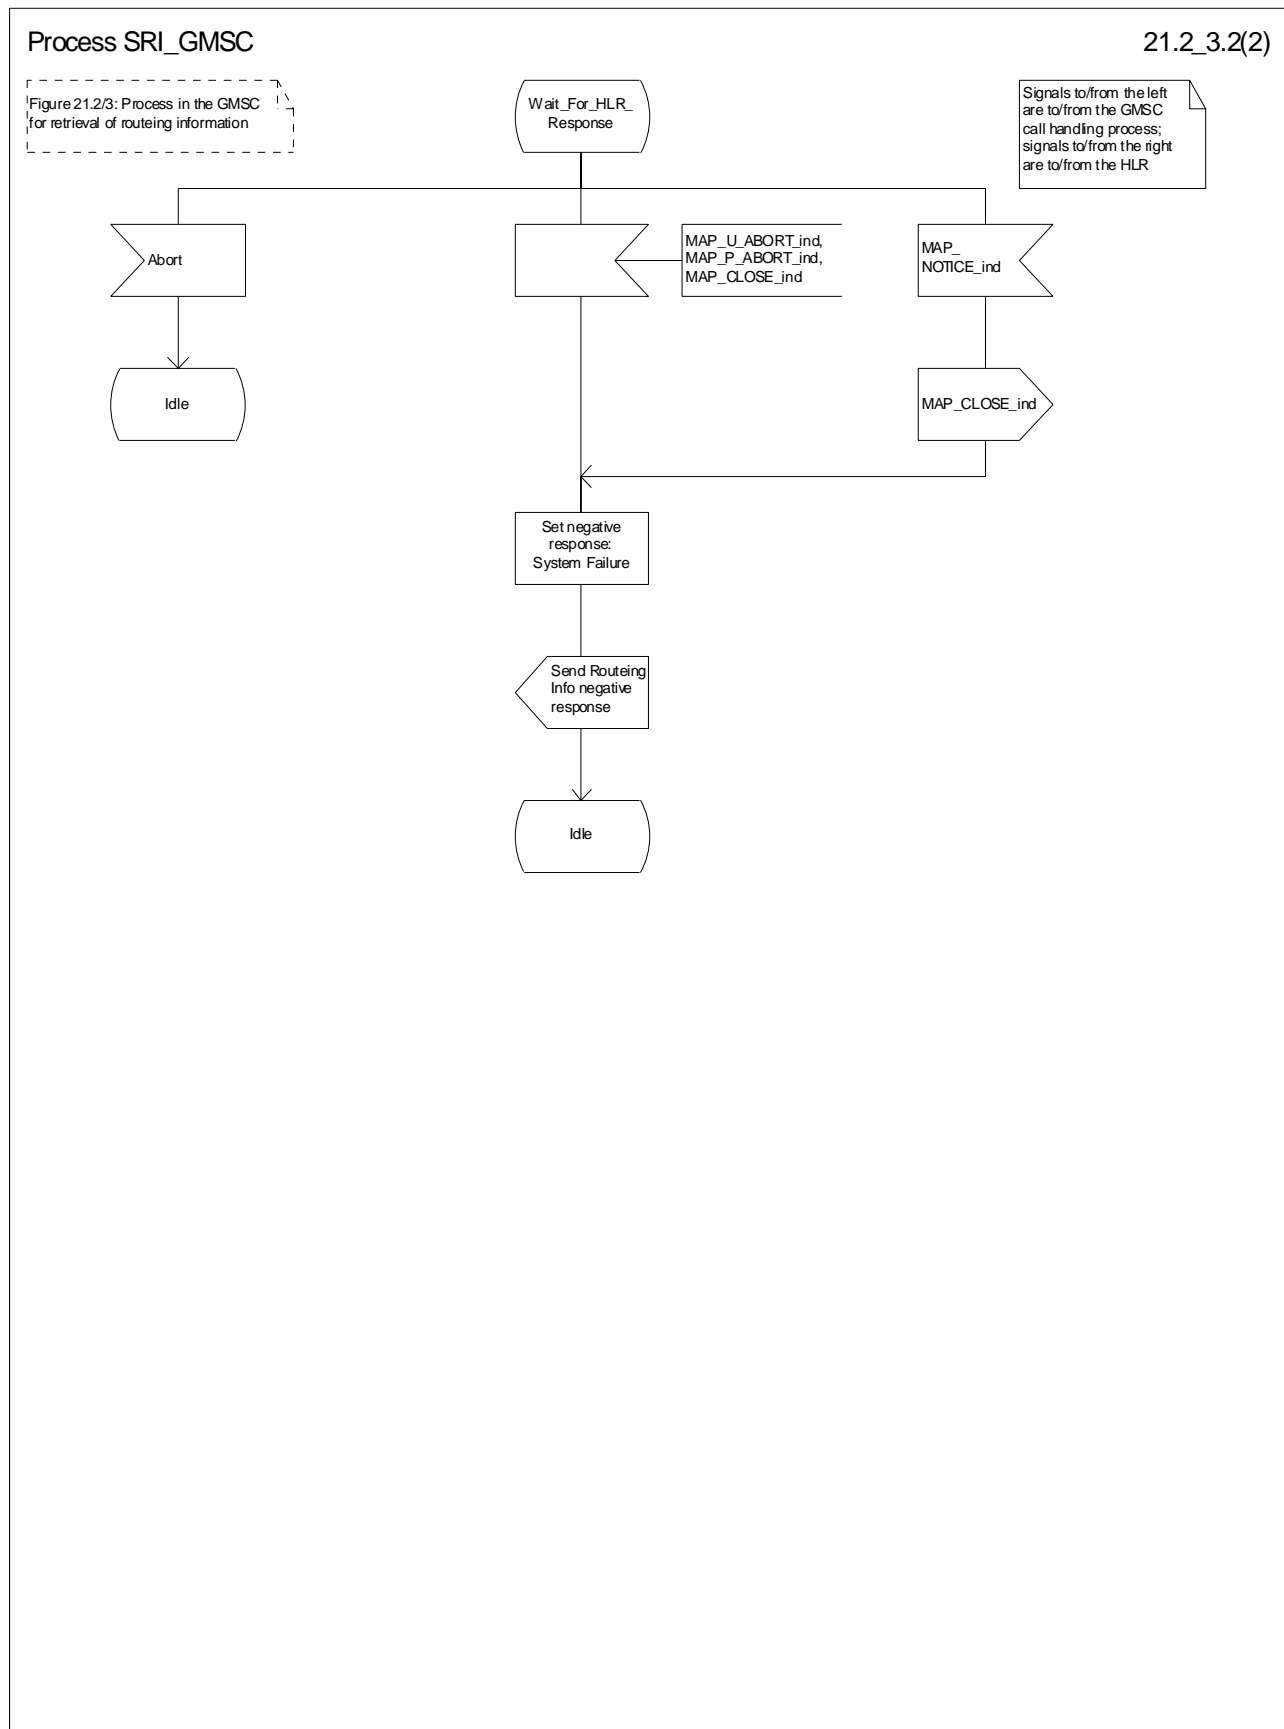 Process SRI_GMSC
21.2_3.2(2)
Figure 21.2/3: Process in the GMSC
for retrieval of routeing information
Wait_For_HLR_
Response
Signals to/from the left
are to/from the GMSC
call handling process;
signals to/from the right
are to/from the HLR
Abort
MAP_U_ABORT_ind,
MAP_P_ABORT_ind,
MAP_CLOSE_ind
MAP_
NOTICE_ind
Idle
MAP_CLOSE_ind
Set negative
response:
System Failure
Send Routeing
Info negative
response
Idle